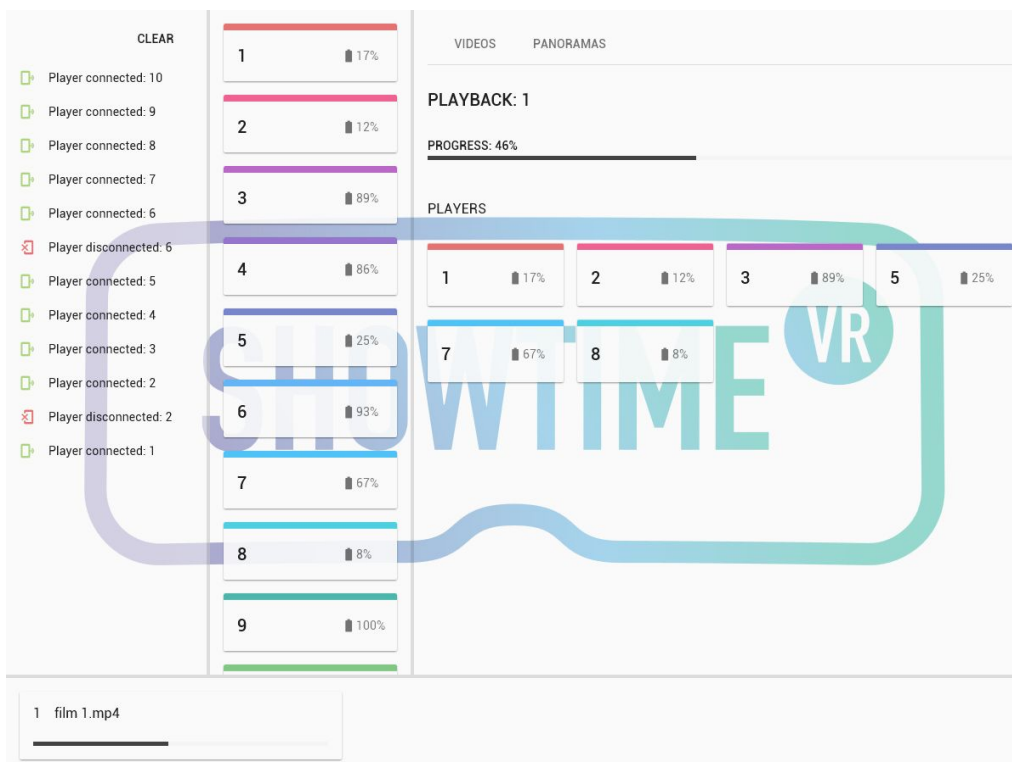 CLEAR
Player connected: 10
Player connected: 9
Player connected: 8
Player connected: 7
Player connected: 6
Player disconnected: 6
Player connected: 5
Player connected: 4
Player connected: 3
Player connected: 2
Player disconnected: 2
Player connected: 1
1 17%
2 12%
3 89%
4 86%
5 25%
6 93%
7 67%
8 8%
9 100%
VIDEOS PANORAMAS
PLAYBACK: 1
PROGRESS: 46%
PLAYERS
1 17% 2 12% 3 89% 5 25%
7 67% 8 8%
SHOWTIME VR
1 film 1.mp4